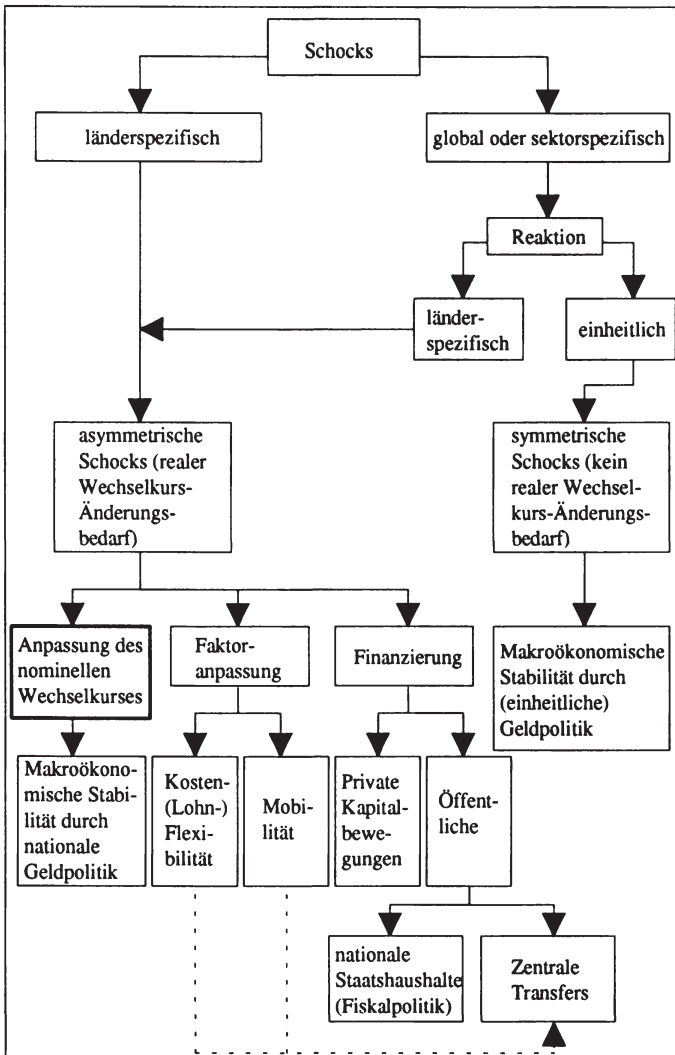 Schocks
länderspezifisch
global oder sektorspezifisch
Reaktion
länder-
spezifisch
einheitlich
asymmetrische
Schocks (realer
Wechselkurs-
Änderungs-
bedarf)
symmetrische
Schocks (kein
realer Wechsel-
kurs-Änderungs-
bedarf)
Anpassung des
nominellen
Wechselkurses
Faktor-
anpassung
Finanzierung
Makroökonomische
Stabilität durch
(einheitliche)
Geldpolitik
Makroökono-
mische Stabi-
lität durch
nationale
Geldpolitik
Kosten-
(Lohn-)
Flexi-
bilität
Mobi-
lität
Private
Kapital-
bewe-
gungen
Öffent-
liche
nationale
Staatshaushalte
(Fiskalpolitik)
Zentrale
Transfers